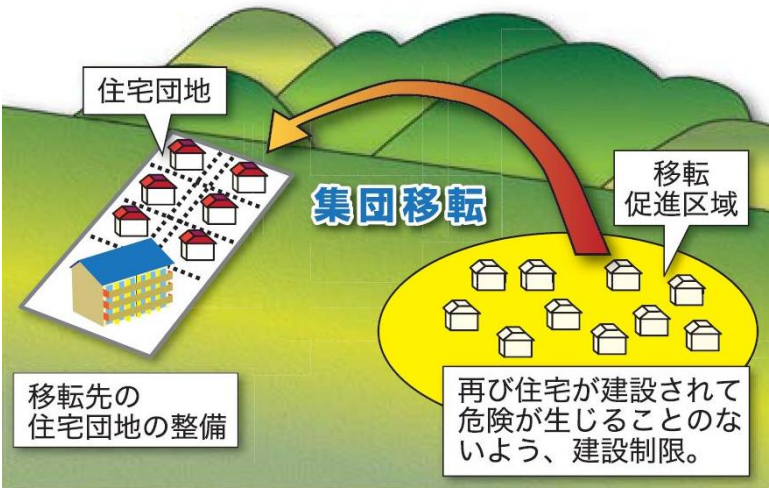 住宅団地
集団移転
移転
促進区域
移転先の
住宅団地の整備
再び住宅が建設されて
危険が生じることのな
いよう、建設制限。